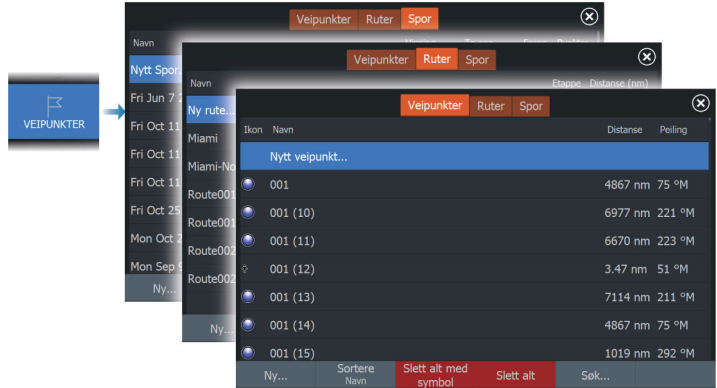 VEIPUNKTER
Veipunkter Ruter Spor
Navn
Nytt Spor
Fri Jun 7
Fri Oct 11
Fri Oct 11
Fri Oct 11
Fri Oct 25
Mon Oct
Mon Sep
Ny...
Veipunkter Ruter Spor
Navn Etappe Distanse (nm)
Ny rute...
Miami
Miami-No
Route001
Route001
Route002
Route002
Ny...
Veipunkter Ruter Spor
Ikon Navn Distanse Peiling
Nytt veipunkt...
001 4867 nm 75 °M
001 (10) 6977 nm 221 °M
001 (11) 6670 nm 223 °M
001 (12) 3.47 nm 51 °M
001 (13) 7114 nm 211 °M
001 (14) 4867 nm 75 °M
001 (15) 1019 nm 292 °M
Ny... Sortere Slett alt med Slett alt Søk...
Navn symbol